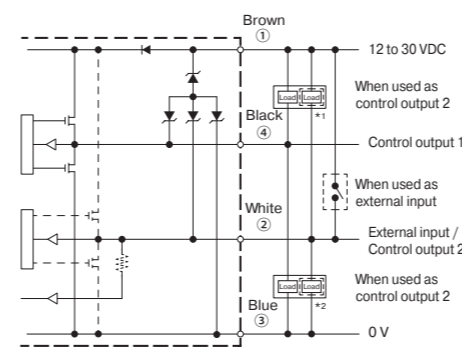 Brown
①
12 to 30 VDC
When used as
control output 2
Load
Load
*1
Black
④
Control output 1
When used as
external input
White
②
External input /
Control output 2
When used as
control output 2
Load
Load
*2
Blue
③
0 V